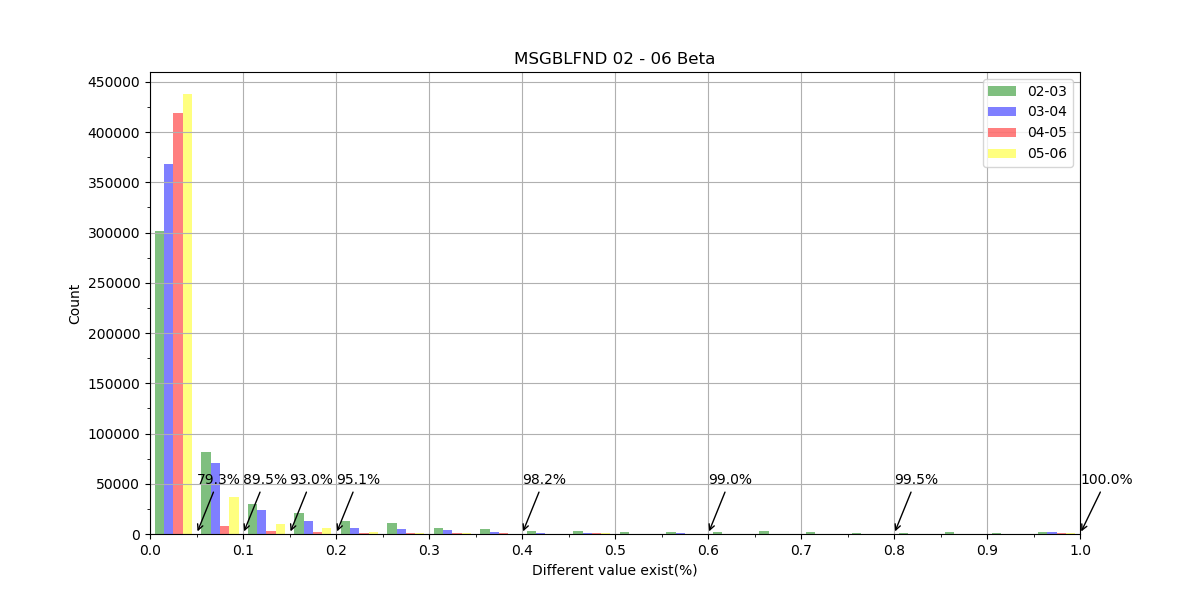 MSGBLFND 02 - 06 Beta
450000
400000
350000
300000
250000
200000
150000
100000
50000
0
Count
02-03
03-04
04-05
05-06
79.3% 89.5% 93.0% 95.1% 98.2% 99.0% 99.5% 100.0%
0.0 0.1 0.2 0.3 0.4 0.5 0.6 0.7 0.8 0.9 1.0
Different value exist(%)